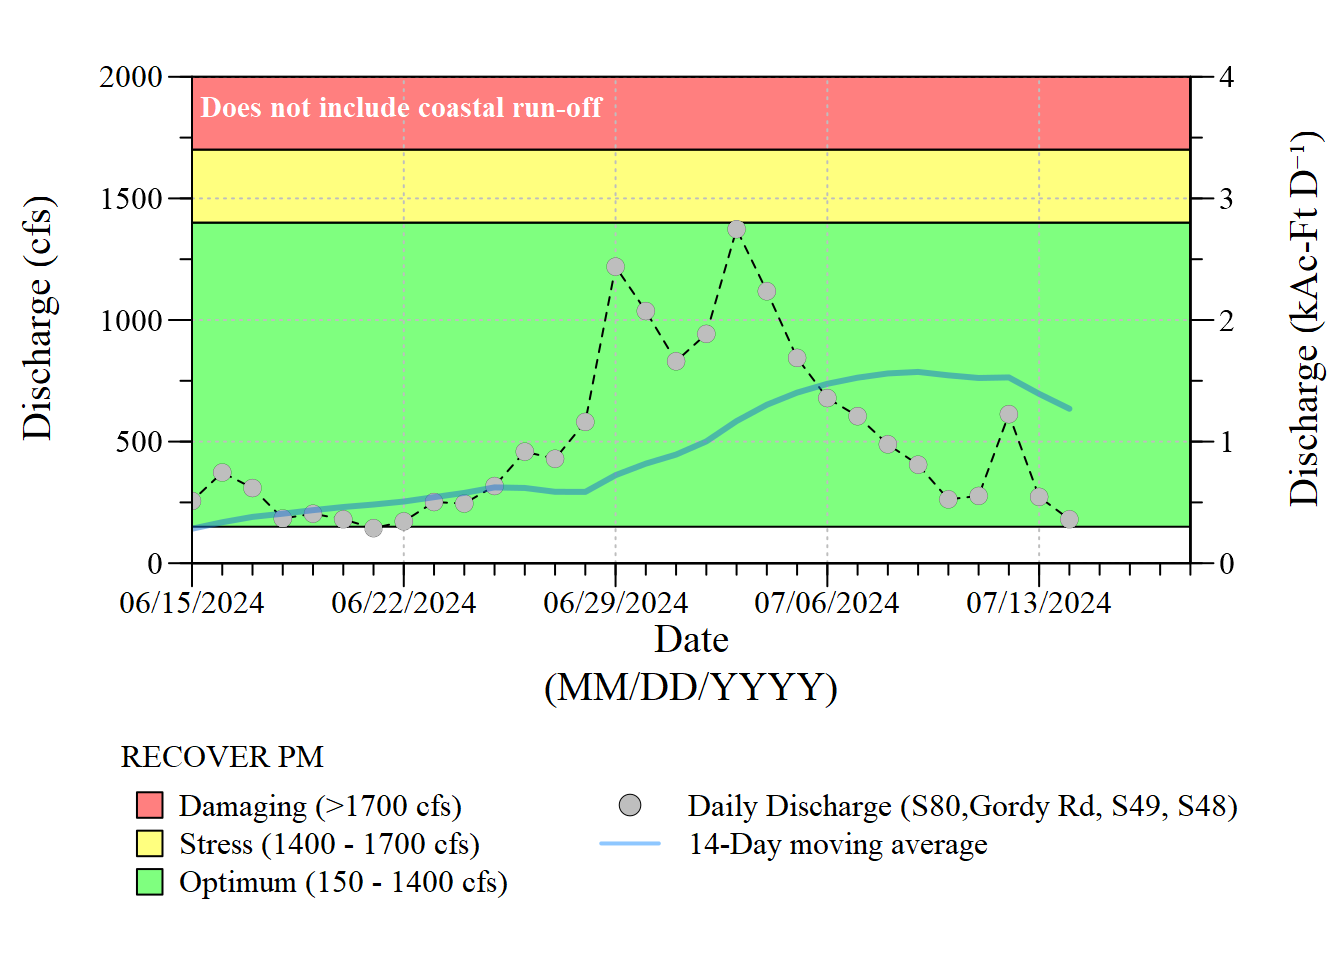 2000
1500
1000
500
0
Discharge (cfs)
Does not include coastal run-off
4
3
2
1
0
Discharge (kAc-Ft D⁻¹)
06/15/2024 06/22/2024 06/29/2024 07/06/2024 07/13/2024
Date
(MM/DD/YYYY)
RECOVER PM
Damaging (>1700 cfs)
Stress (1400 - 1700 cfs)
Optimum (150 - 1400 cfs)
Daily Discharge (S80,Gordy Rd, S49, S48)
14-Day moving average